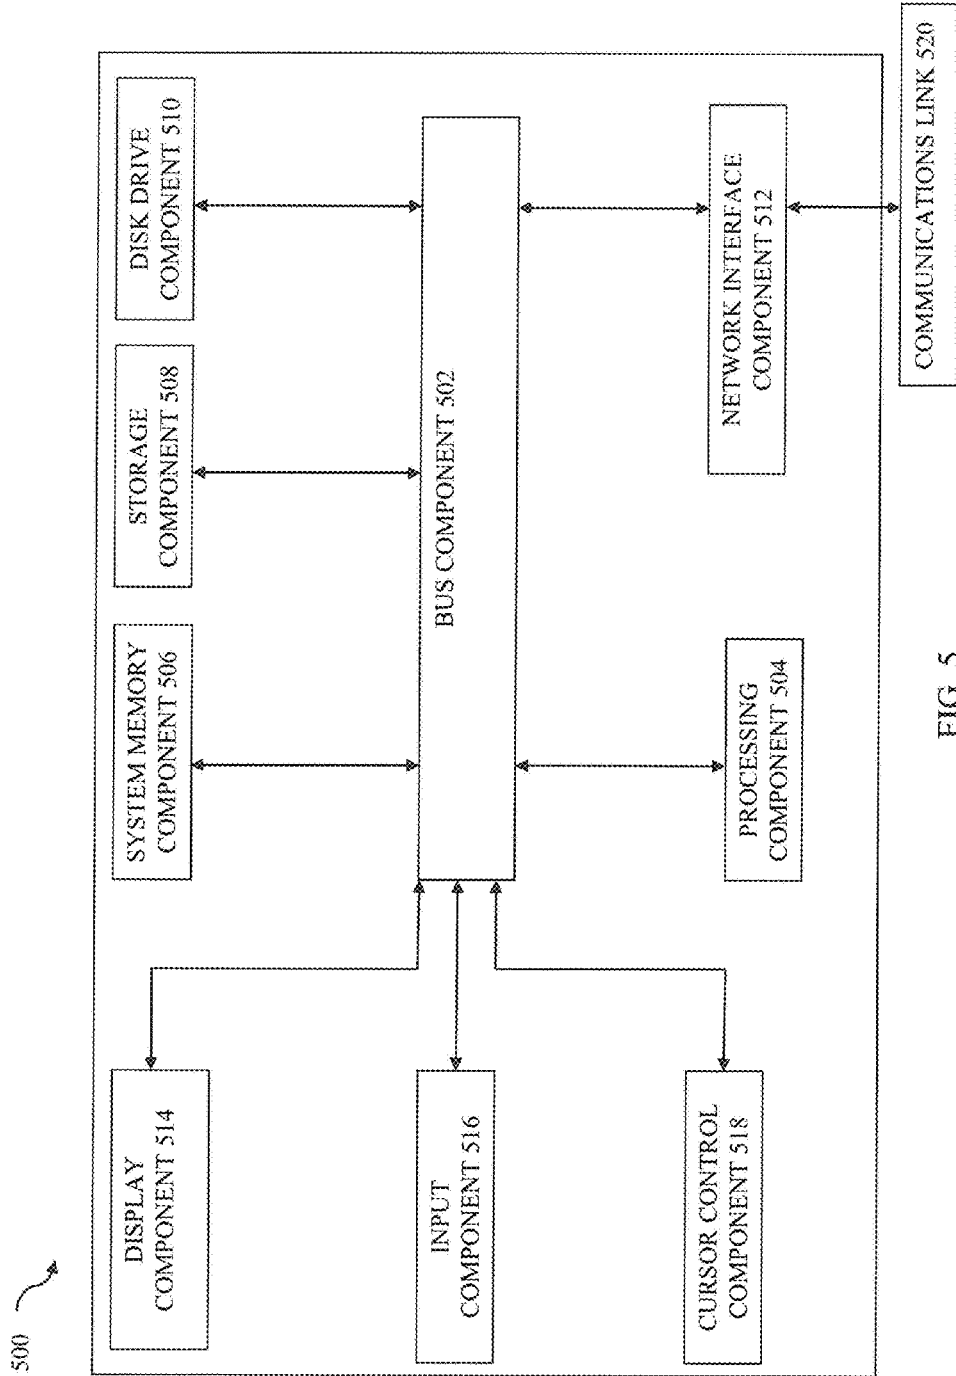 500
DISPLAY
COMPONENT 514
SYSTEM MEMORY
COMPONENT 506
STORAGE
COMPONENT 508
DISK DRIVE
COMPONENT 510
INPUT
COMPONENT 516
BUS COMPONENT 502
CURSOR CONTROL
COMPONENT 518
PROCESSING
COMPONENT 504
NETWORK INTERFACE
COMPONENT 512
COMMUNICATIONS LINK 520
FIG. 5